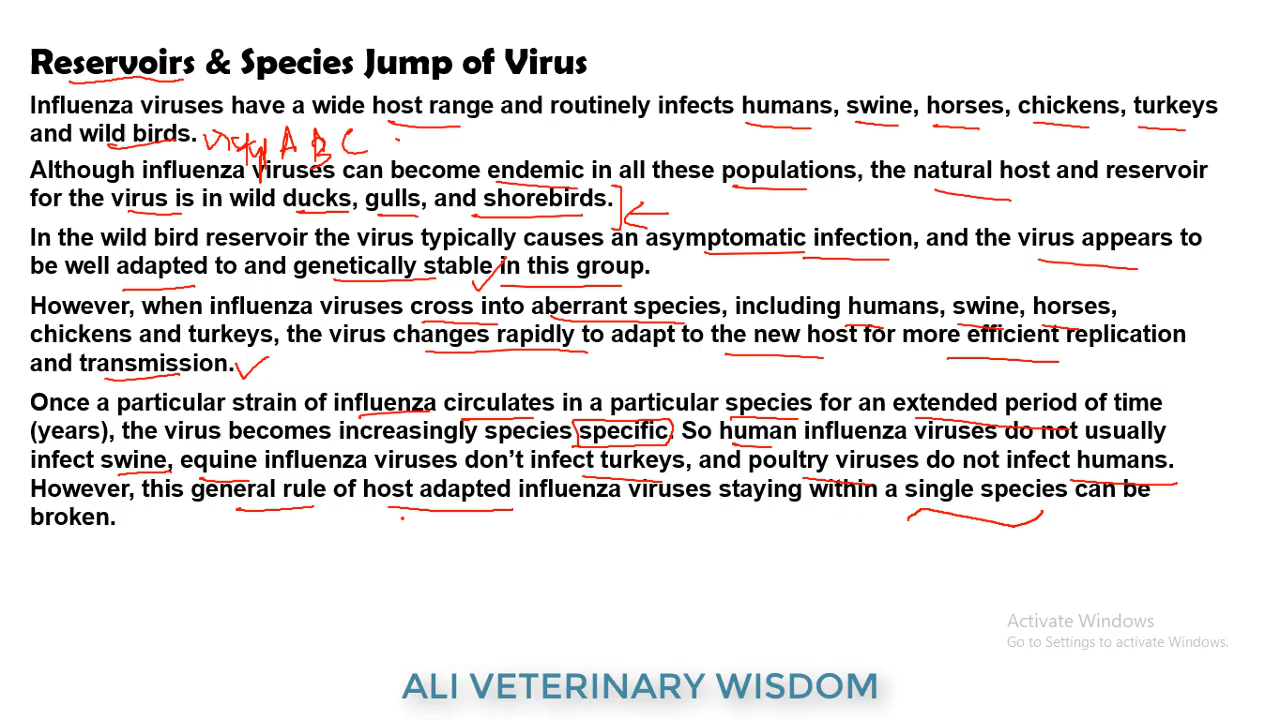 Reservoirs & Species Jump of Virus
Influenza viruses have a wide host range and routinely infects humans, swine, horses, chickens, turkeys
and wild birds.
A B C
Although influenza viruses can become endemic in all these populations, the natural host and reservoir
for the virus is in wild ducks, gulls, and shorebirds.
In the wild bird reservoir the virus typically causes an asymptomatic infection, and the virus appears to
be well adapted to and genetically stable in this group.
However, when influenza viruses cross into aberrant species, including humans, swine, horses,
chickens and turkeys, the virus changes rapidly to adapt to the new host for more efficient replication
and transmission.
Once a particular strain of influenza circulates in a particular species for an extended period of time
(years), the virus becomes increasingly species specific. So human influenza viruses do not usually
infect swine, equine influenza viruses don’t infect turkeys, and poultry viruses do not infect humans.
However, this general rule of host adapted influenza viruses staying within a single species can be
broken.
Activate Windows
Go to Settings to activate Windows.
ALI VETERINARY WISDOM